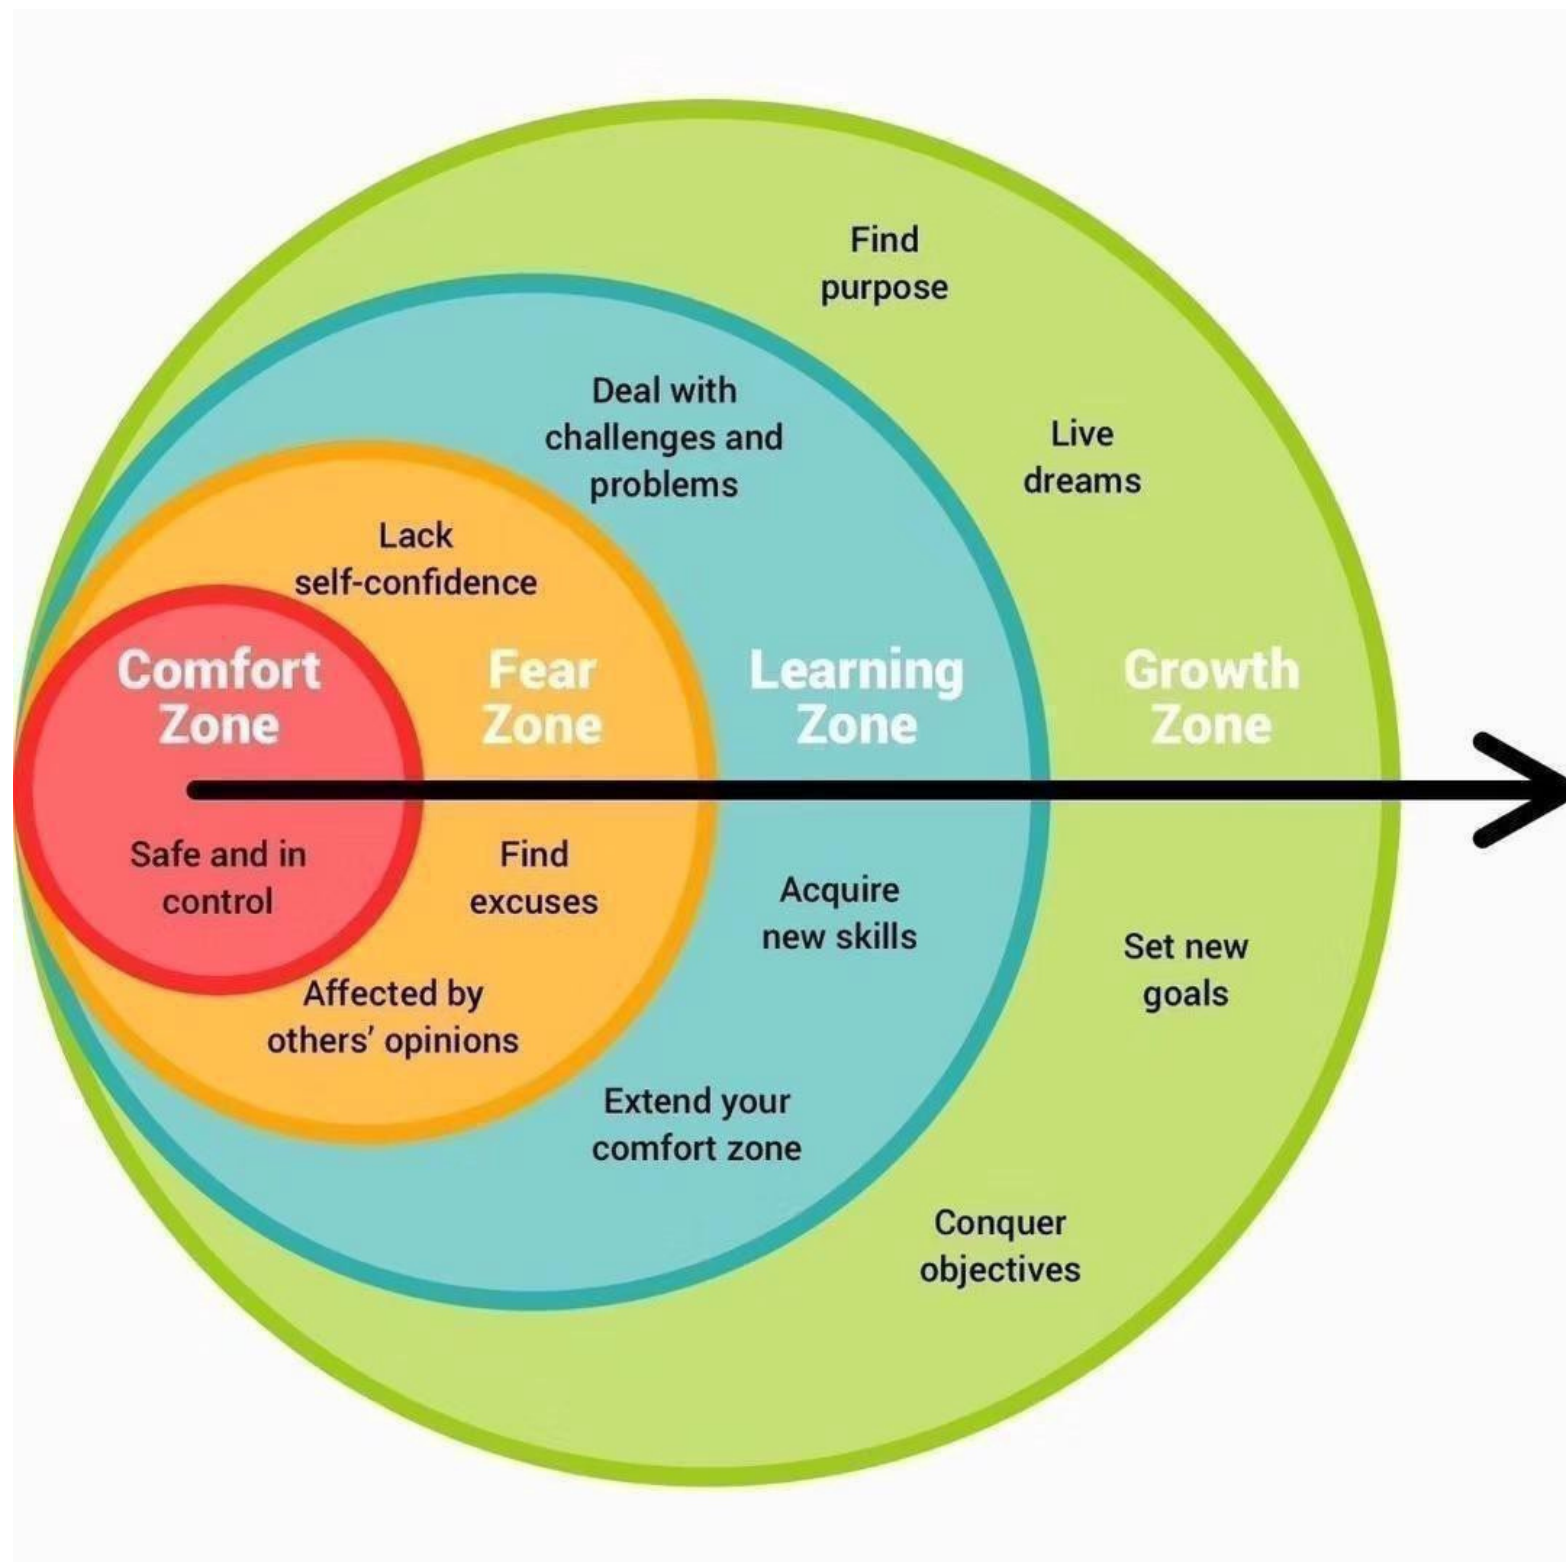 Find
purpose
Live
dreams
Deal with
challenges and
problems
Lack
self-confidence
Comfort
Zone
Fear
Zone
Learning
Zone
Growth
Zone
Safe and in
control
Find
excuses
Acquire
new skills
Set new
goals
Affected by
others’ opinions
Extend your
comfort zone
Conquer
objectives